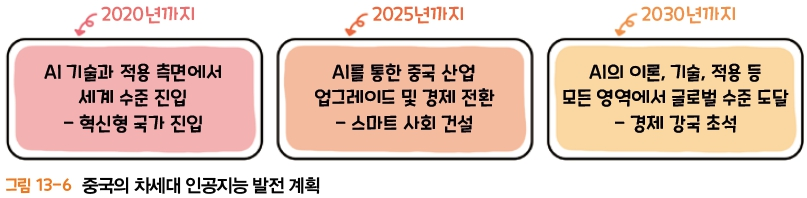 2020년까지
AI 기술과 적용 측면에서
세계 수준 진입
- 혁신형 국가 진입
2025년까지
AI를 통한 중국 산업
업그레이드 및 경제 전환
- 스마트 사회 건설
2030년까지
AI의 이론, 기술, 적용 등
모든 영역에서 글로벌 수준 도달
- 경제 강국 초석
그림 13-6 중국의 차세대 인공지능 발전 계획